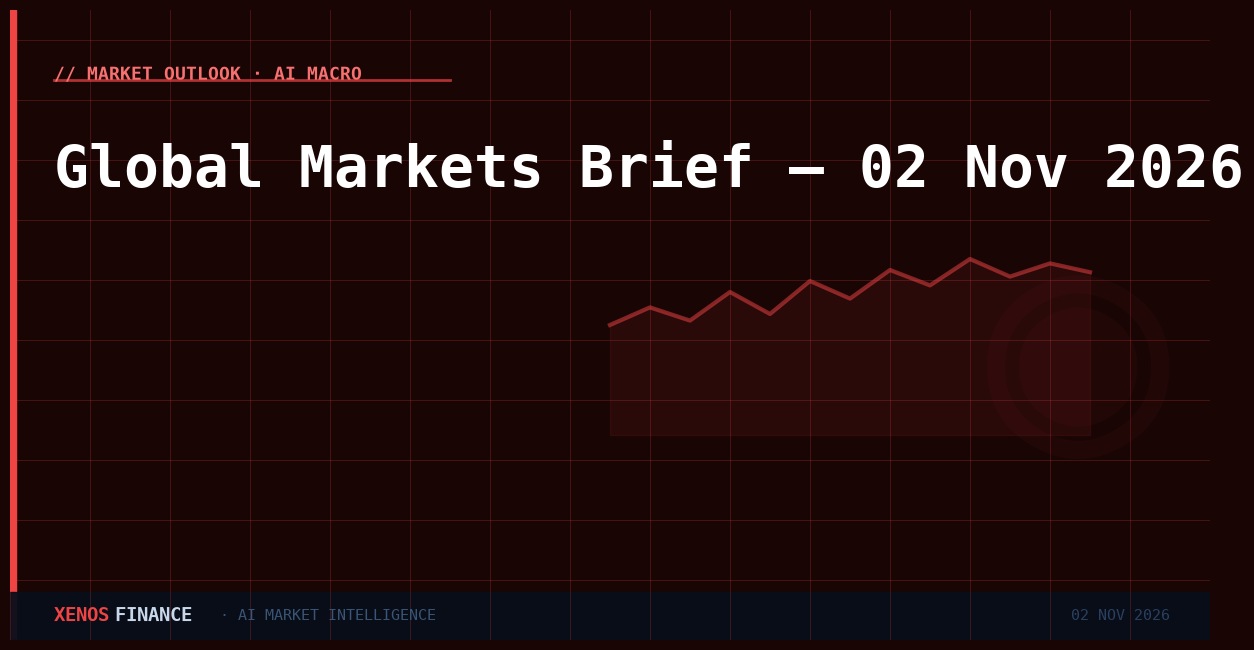 // MARKET OUTLOOK · AI MACRO
Global Markets Brief — 02 Nov 2026
XENOS FINANCE · AI MARKET INTELLIGENCE
02 NOV 2026